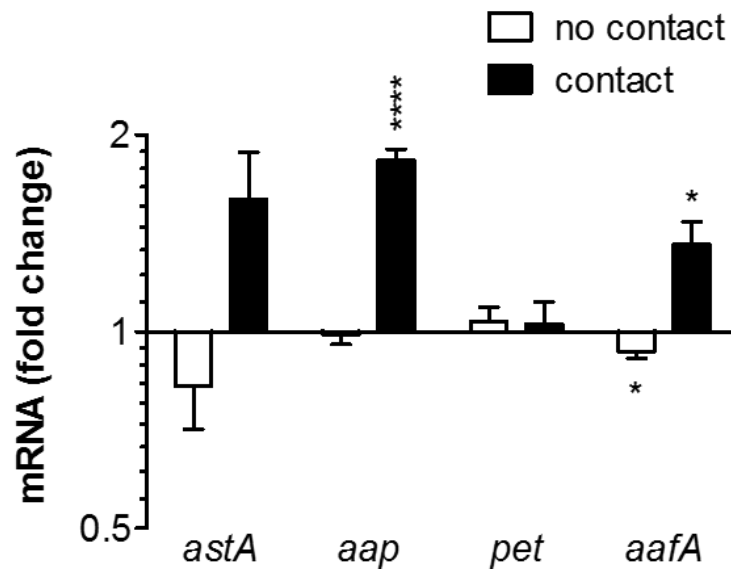 no contact
contact
mRNA (fold change)
2
1
0.5
****
*
*
astA aap pet aafA